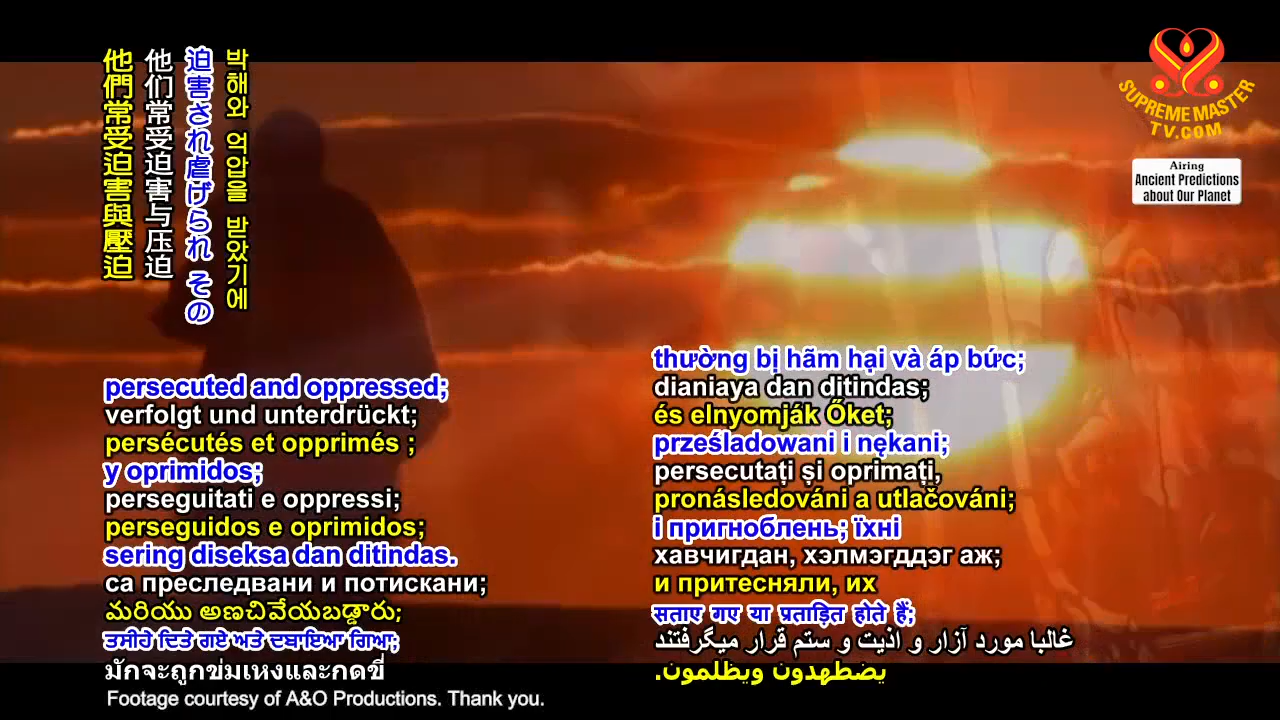 他們常受迫害與壓迫
他们常受迫害与压迫
迫害され虐げられ その
박해와 억압을 받았기에
SUPREME MASTER
TV.COM
Airing
Ancient Predictions
about Our Planet
persecuted and oppressed;
verfolgt und unterdrückt;
persécutés et opprimés ;
y oprimidos;
perseguitati e oppressi;
perseguidos e oprimidos;
sering diseksa dan ditindas.
са преследвани и потискани;
మరియు అణచివేయబడ్డారు;
ਤਸੀਹੇ ਦਿਤੇ ਗਏ ਅਤੇ ਦਬਾਇਆ ਗਿਆ;
มักจะถูกข่มเหงและกดขี่
thường bị hãm hại và áp bức;
dianiaya dan ditindas;
és elnyomják Őket;
prześladowani i nękani;
persecutați și oprimați,
pronásledováni a utlačováni;
і пригноблень; їхні
хавчигдан, хэлмэгддэг аж;
и притесняли, их
सताए गए या प्रताड़ित होते हैं;
غالبا مورد آزار و اذیت و ستم قرار میگرفتند
يضطهدون ويظلمون.
Footage courtesy of A&O Productions. Thank you.